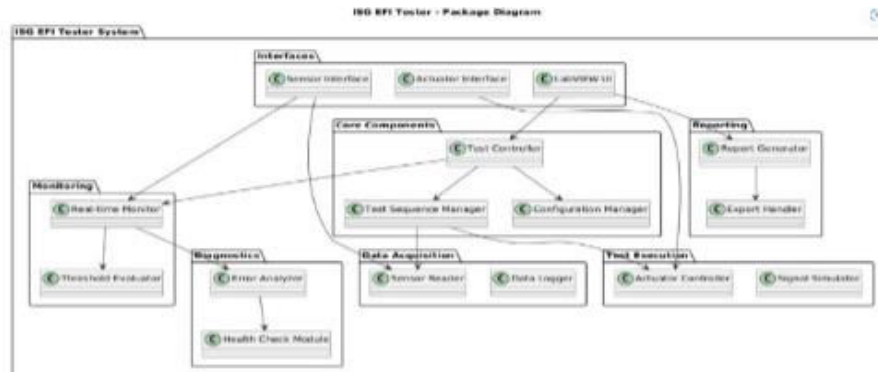 ISG EFI Tester - Package Diagram
ISG EFI Tester System
Interfaces
C Sensor Interface
C Actuator Interface
C LabVIEW UI
Core Components
C Test Controller
C Test Sequence Manager
C Configuration Manager
Reporting
C Report Generator
C Export Handler
Monitoring
C Real-time Monitor
C Threshold Evaluator
Diagnostics
C Error Analyzer
C Health Check Module
Data Acquisition
C Sensor Reader
C Data Logger
Test Execution
C Actuator Controller
C Signal Simulator